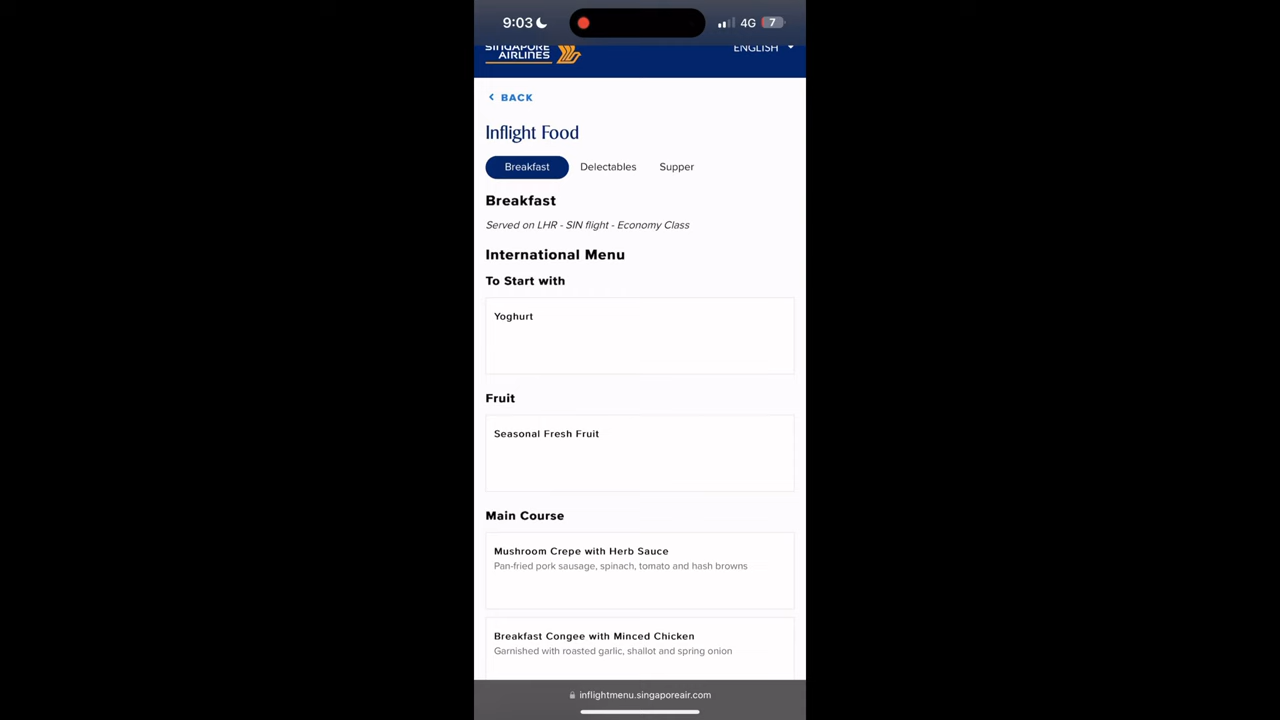 9:03
4G
7
SINGAPORE
AIRLINES
ENGLISH
BACK
Inflight Food
Breakfast
Delectables
Supper
Breakfast
Served on LHR - SIN flight - Economy Class
International Menu
To Start with
Yoghurt
Fruit
Seasonal Fresh Fruit
Main Course
Mushroom Crepe with Herb Sauce
Pan-fried pork sausage, spinach, tomato and hash browns
Breakfast Congee with Minced Chicken
Garnished with roasted garlic, shallot and spring onion
inflightmenu.singaporeair.com